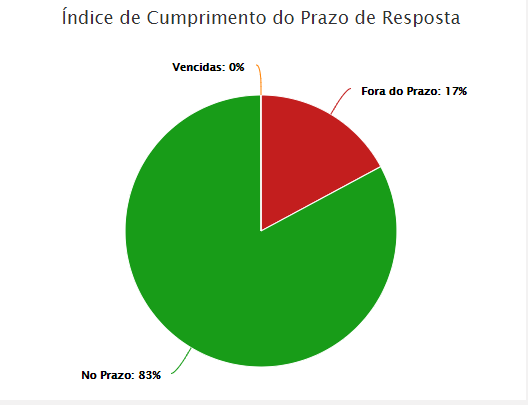 Índice de Cumprimento do Prazo de Resposta
Vencidas: 0%
Fora do Prazo: 17%
No Prazo: 83%